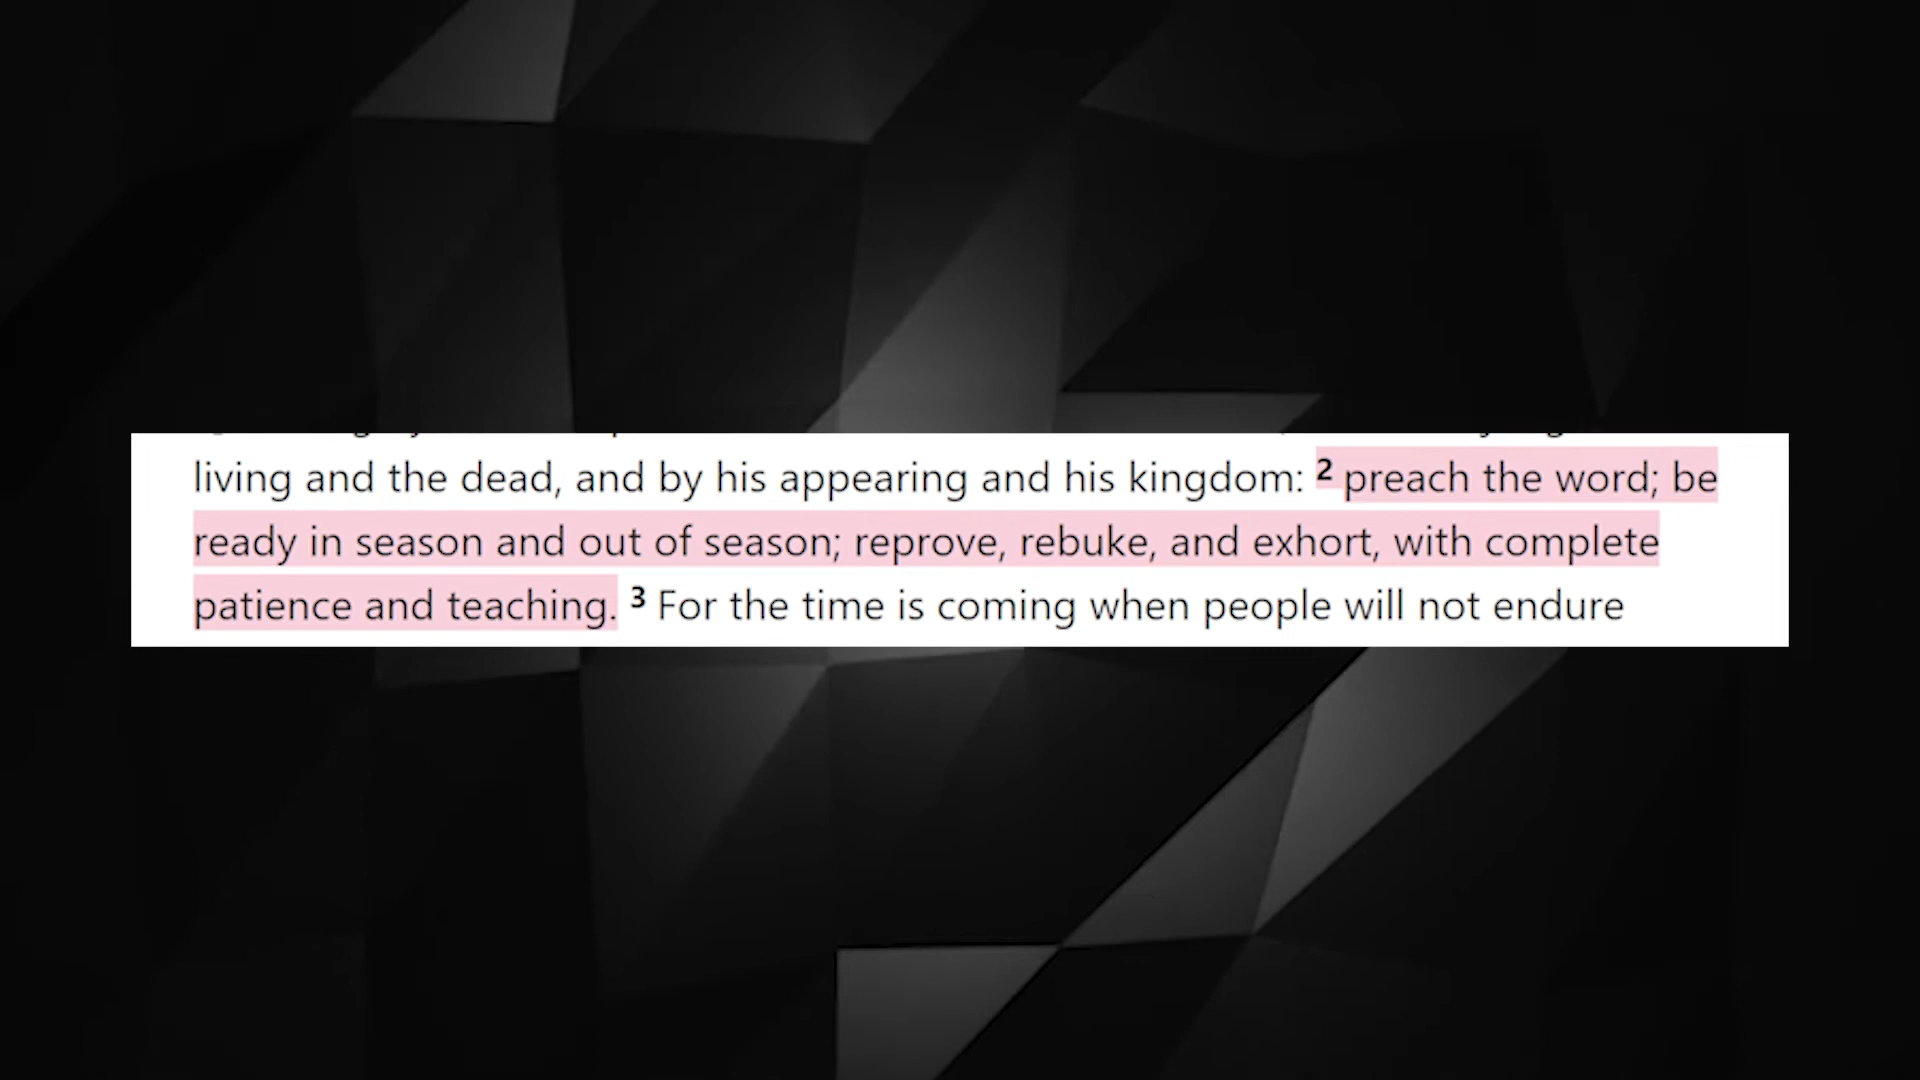 living and the dead, and by his appearing and his kingdom: 2 preach the word; be
ready in season and out of season; reprove, rebuke, and exhort, with complete
patience and teaching. 3 For the time is coming when people will not endure